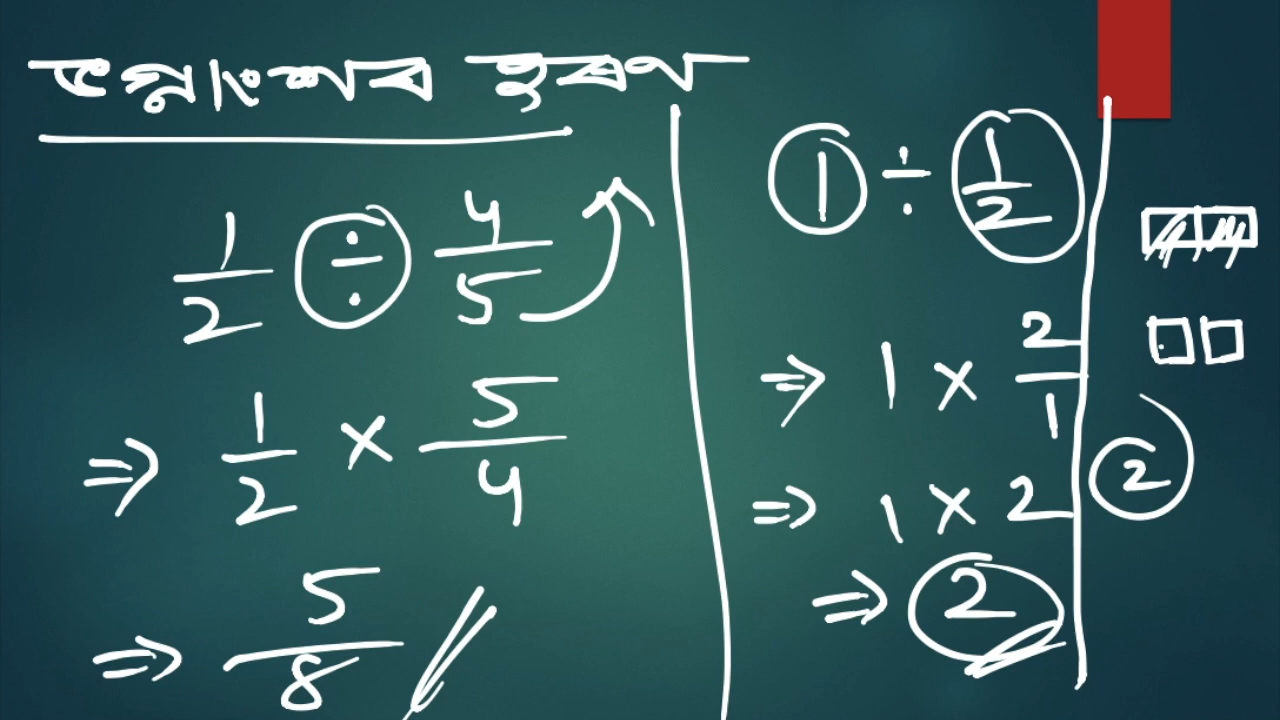 ভগ্নাংশৰ হৰণ
1/2 ÷ 4/5
⇒ 1/2 × 5/4
⇒ 5/8
1 ÷ 1/2
⇒ 1 × 2/1
⇒ 1 × 2
⇒ 2
2